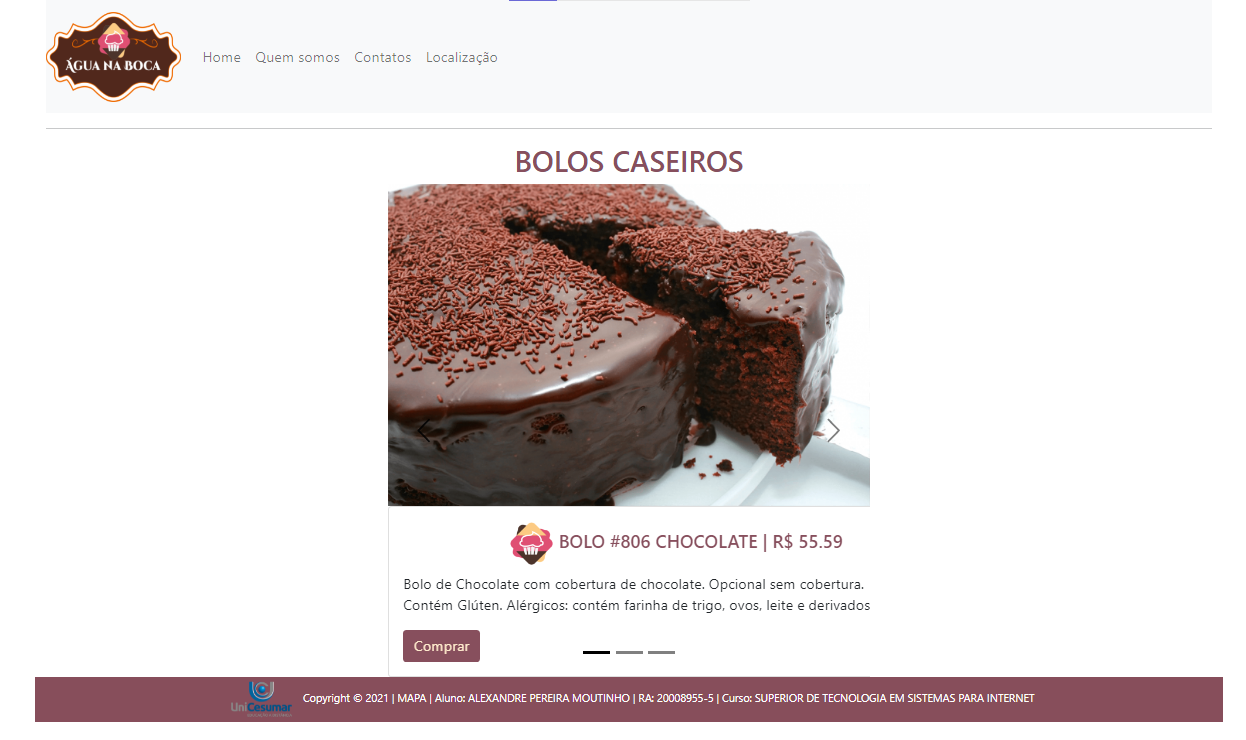 ÁGUA NA BOCA
Home Quem somos Contatos Localização
BOLOS CASEIROS
BOLO #806 CHOCOLATE | R$ 55.59
Bolo de Chocolate com cobertura de chocolate. Opcional sem cobertura.
Contém Glúten. Alérgicos: contém farinha de trigo, ovos, leite e derivados
Comprar
UniCesumar
Copyright © 2021 | MAPA | Aluno: ALEXANDRE PEREIRA MOUTINHO | RA: 20008955-5 | Curso: SUPERIOR DE TECNOLOGIA EM SISTEMAS PARA INTERNET